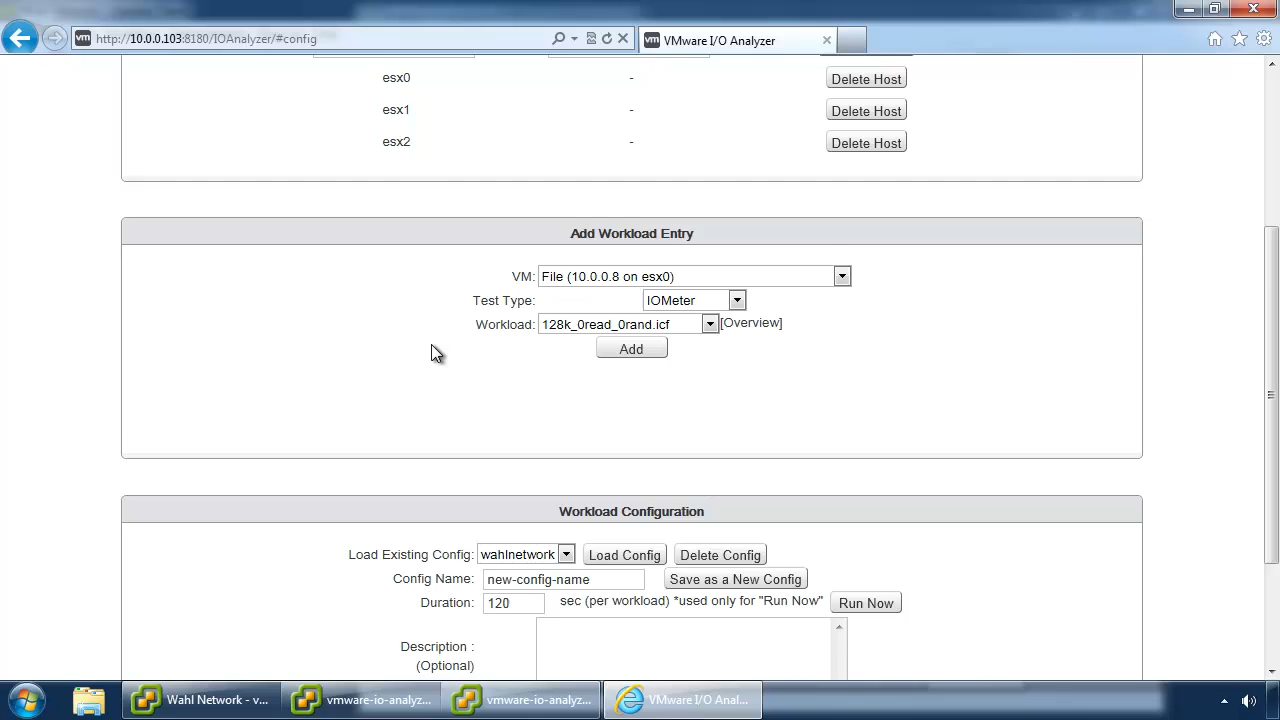 vm http://10.0.0.103:8180/IOAnalyzer/#config
vm VMware I/O Analyzer
esx0 - Delete Host
esx1 - Delete Host
esx2 - Delete Host
Add Workload Entry
VM: File (10.0.0.8 on esx0)
Test Type: IOMeter
Workload: 128k_0read_0rand.icf [Overview]
Add
Workload Configuration
Load Existing Config: wahlnetwork Load Config Delete Config
Config Name: new-config-name Save as a New Config
Duration: 120 sec (per workload) *used only for "Run Now" Run Now
Description :
(Optional)
Wahl Network - v... vmware-io-analyz... vmware-io-analyz... VMware I/O Anal...